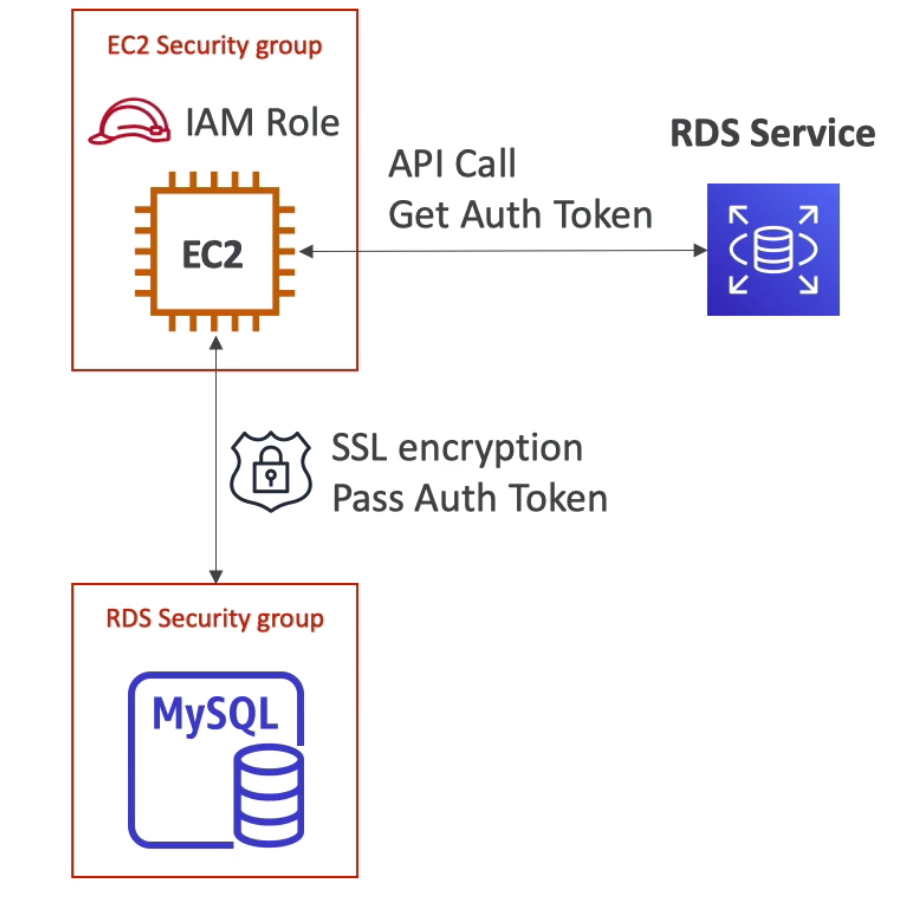 EC2 Security group
IAM Role
EC2
API Call
Get Auth Token
RDS Service
SSL encryption
Pass Auth Token
RDS Security group
MySQL